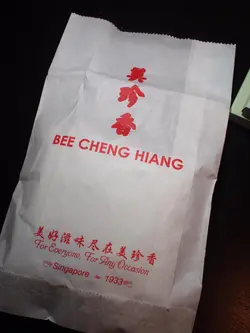 美
珍
香
BEE CHENG HIANG
美好滋味尽在美珍香
For Everyone, For Any Occasion
Singapore 1933